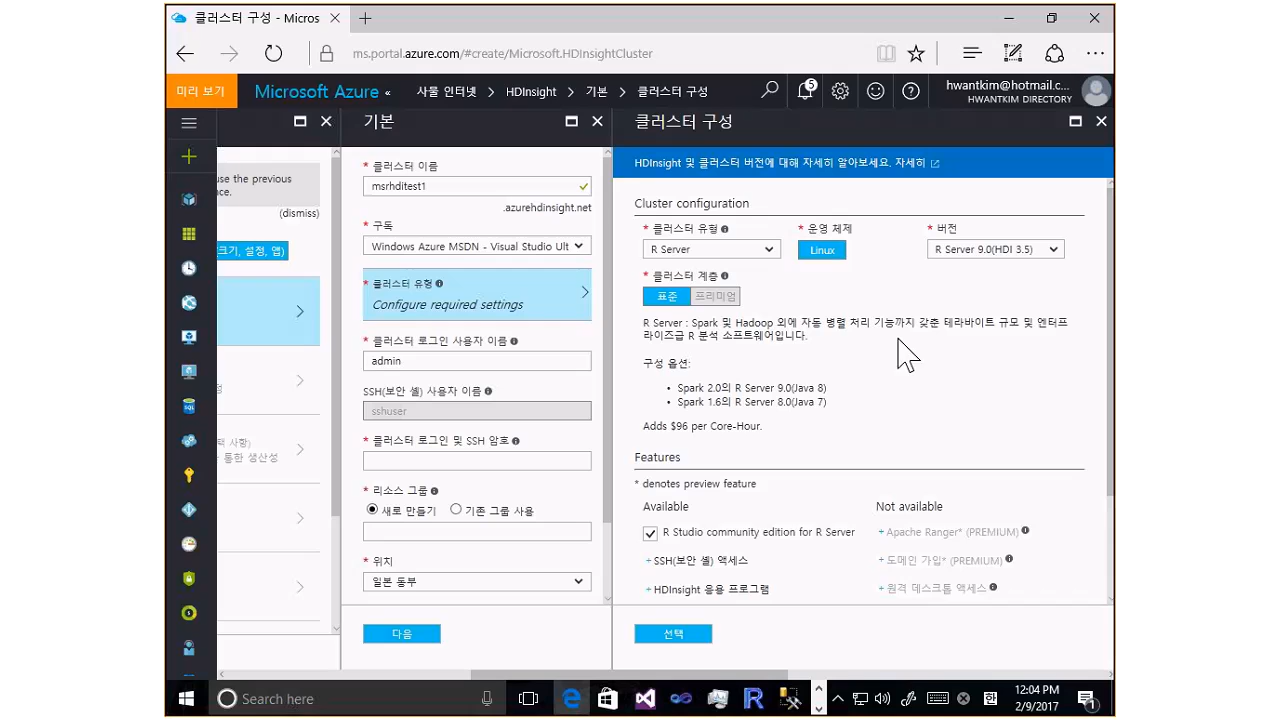 클러스터 구성 - Micros
ms.portal.azure.com/#create/Microsoft.HDInsightCluster
미리 보기
Microsoft Azure «
사물 인터넷 > HDInsight > 기본 > 클러스터 구성
5
hwantkim@hotmail.c...
HWANTKIM DIRECTORY
use the previous
(dismiss)
크기, 설정, 앱)
택 사항)
통한 생산성
기본
* 클러스터 이름
msrhditest1
.azurehdinsight.net
* 구독
Windows Azure MSDN - Visual Studio Ult
* 클러스터 유형
Configure required settings
* 클러스터 로그인 사용자 이름
admin
SSH(보안 셸) 사용자 이름
sshuser
* 클러스터 로그인 및 SSH 암호
* 리소스 그룹
새로 만들기 기존 그룹 사용
* 위치
일본 동부
다음
클러스터 구성
HDInsight 및 클러스터 버전에 대해 자세히 알아보세요. 자세히
Cluster configuration
* 클러스터 유형 * 운영 체제 * 버전
R Server Linux R Server 9.0(HDI 3.5)
* 클러스터 계층
표준 프리미엄
R Server : Spark 및 Hadoop 외에 자동 병렬 처리 기능까지 갖춘 테라바이트 규모 및 엔터프
라이즈급 R 분석 소프트웨어입니다.
구성 옵션:
• Spark 2.0의 R Server 9.0(Java 8)
• Spark 1.6의 R Server 8.0(Java 7)
Adds $96 per Core-Hour.
Features
* denotes preview feature
Available Not available
R Studio community edition for R Server + Apache Ranger* (PREMIUM)
+ SSH(보안 셸) 액세스 + 도메인 가입* (PREMIUM)
+ HDInsight 응용 프로그램 + 원격 데스크톱 액세스
선택
Search here
한
12:04 PM
2/9/2017
1